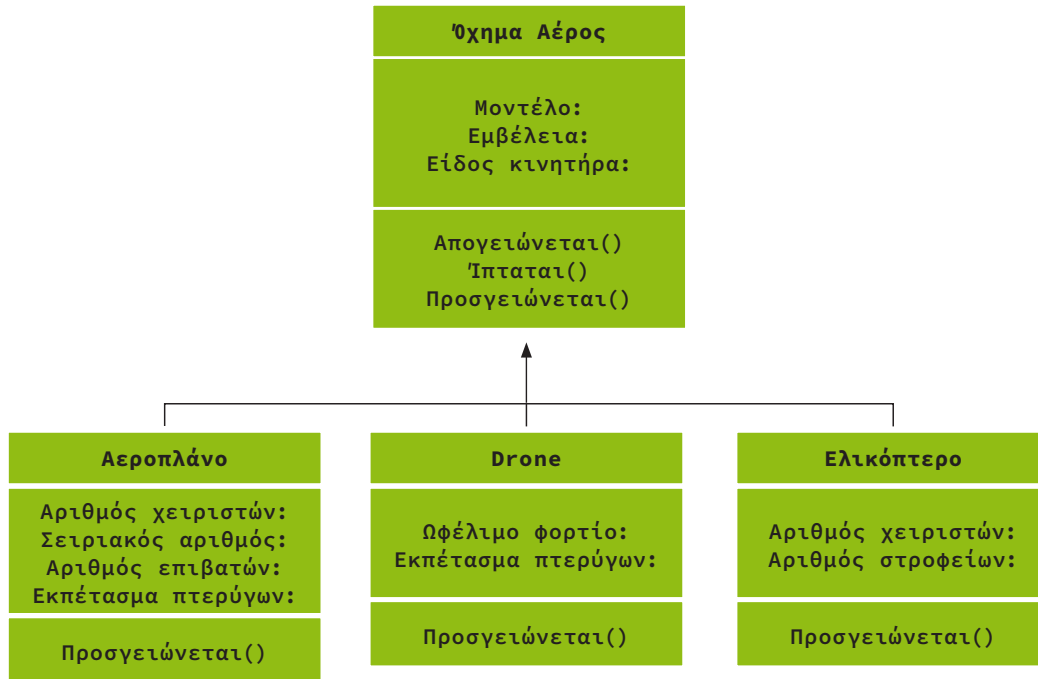 Όχημα Αέρος
Μοντέλο:
Εμβέλεια:
Είδος κινητήρα:
Απογειώνεται()
Ίπταται()
Προσγειώνεται()
Αεροπλάνο
Αριθμός χειριστών:
Σειριακός αριθμός:
Αριθμός επιβατών:
Εκπέτασμα πτερύγων:
Προσγειώνεται()
Drone
Ωφέλιμο φορτίο:
Εκπέτασμα πτερύγων:
Προσγειώνεται()
Ελικόπτερο
Αριθμός χειριστών:
Αριθμός στροφείων:
Προσγειώνεται()